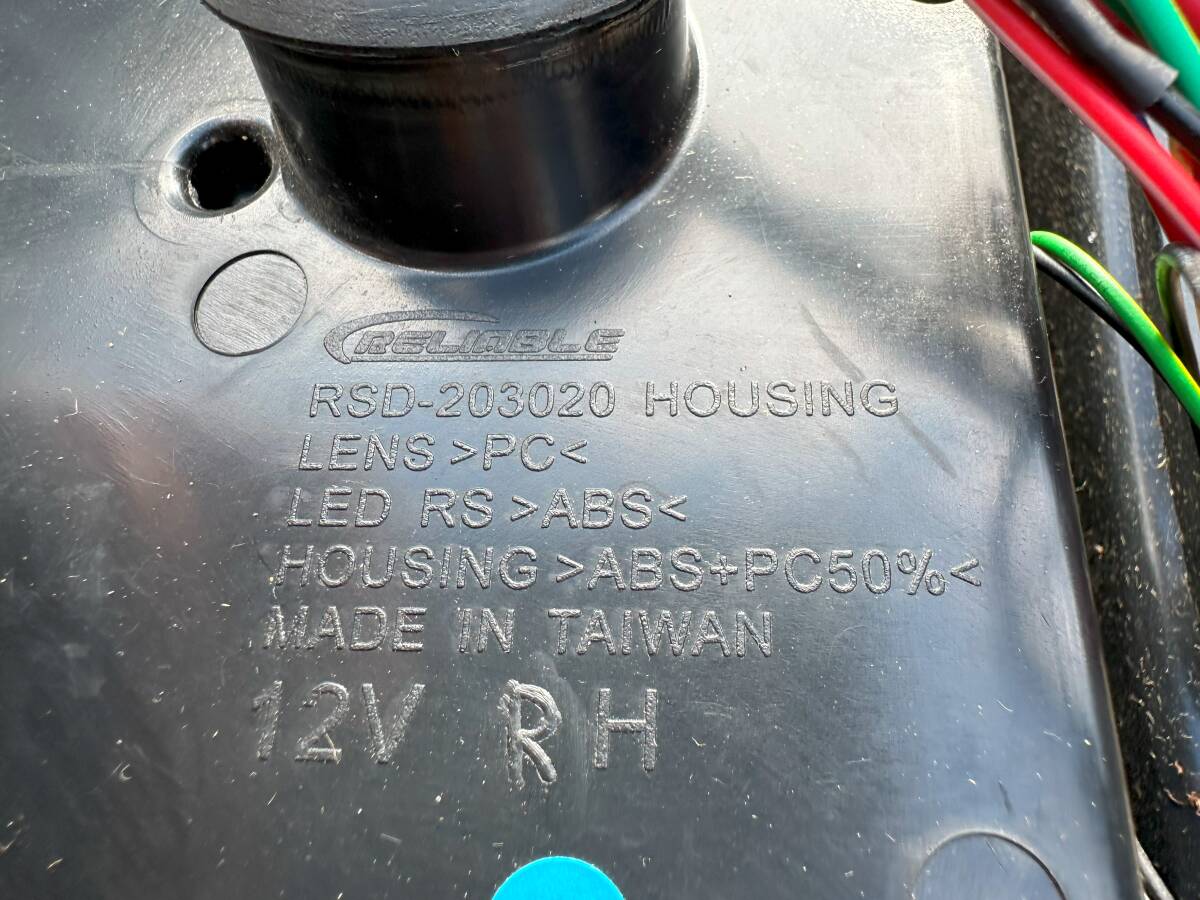 RELIABLE
RSD-203020 HOUSING
LENS >PC<
LED RS >ABS<
HOUSING >ABS+PC50%<
MADE IN TAIWAN
12V RH